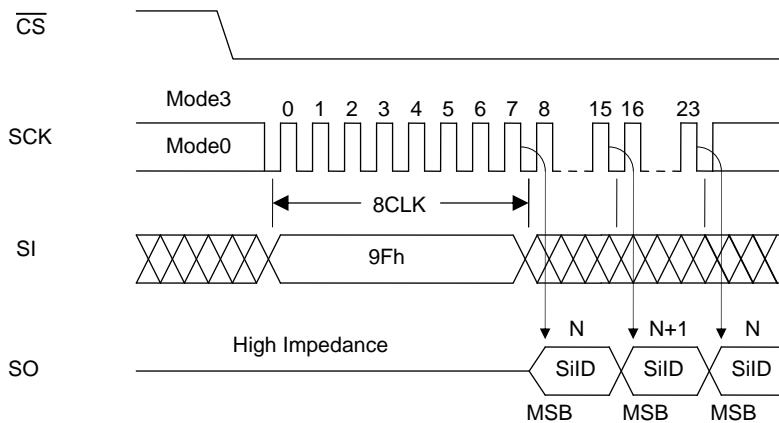 CS
Mode3
0 1 2 3 4 5 6 7 8 15 16 23
SCK
Mode0
8CLK
SI
9Fh
High Impedance
N N+1 N
SO
SiID SiID SiID
MSB MSB MSB